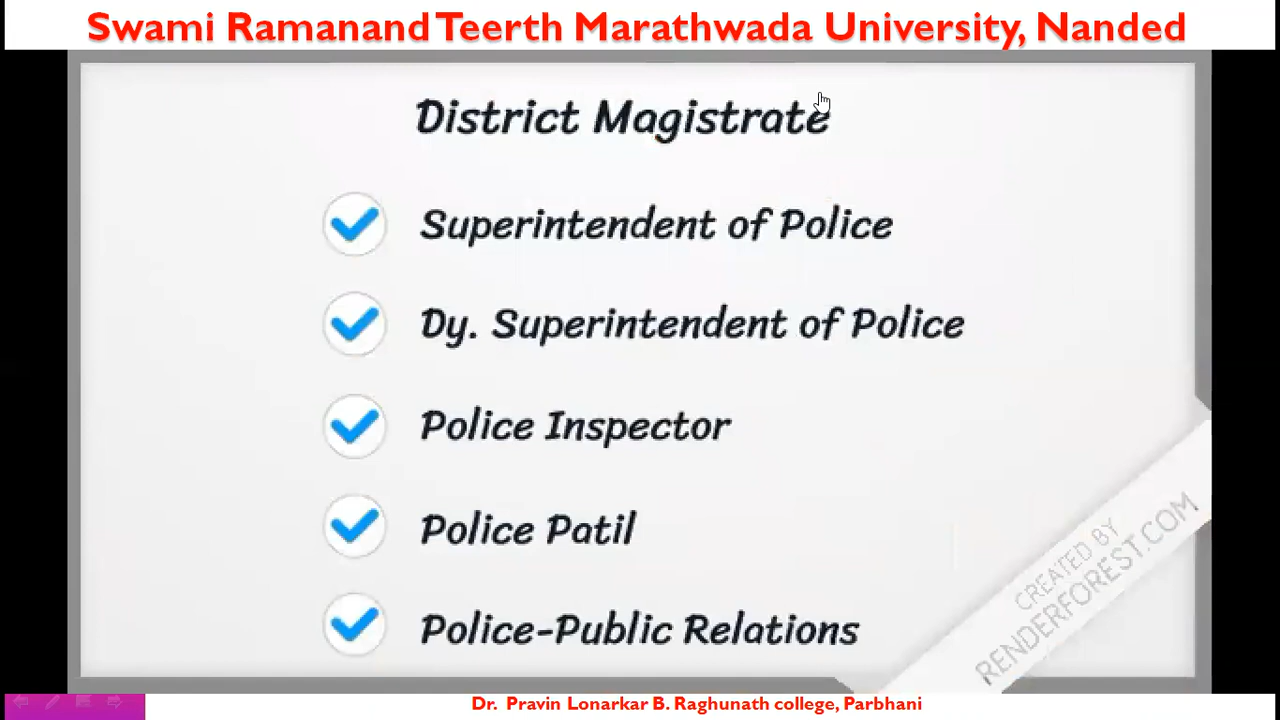 Swami Ramanand Teerth Marathwada University, Nanded
District Magistrate
Superintendent of Police
Dy. Superintendent of Police
Police Inspector
Police Patil
Police-Public Relations
CREATED BY
RENDERFOREST.COM
Dr. Pravin Lonarkar B. Raghunath college, Parbhani